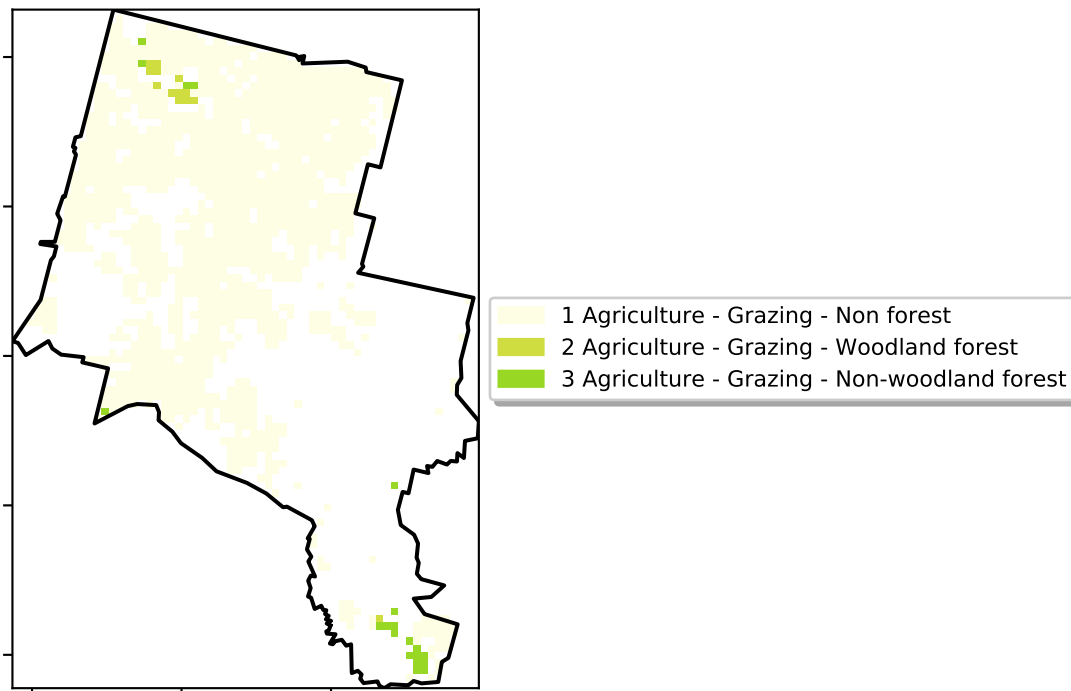 1 Agriculture - Grazing - Non forest
2 Agriculture - Grazing - Woodland forest
3 Agriculture - Grazing - Non-woodland forest